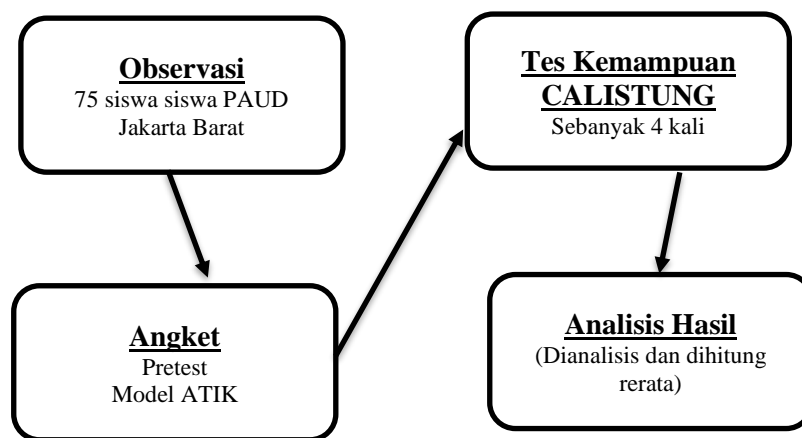 Observasi
75 siswa siswa PAUD
Jakarta Barat
Angket
Pretest
Model ATIK
Tes Kemampuan
CALISTUNG
Sebanyak 4 kali
Analisis Hasil
(Dianalisis dan dihitung
rerata)